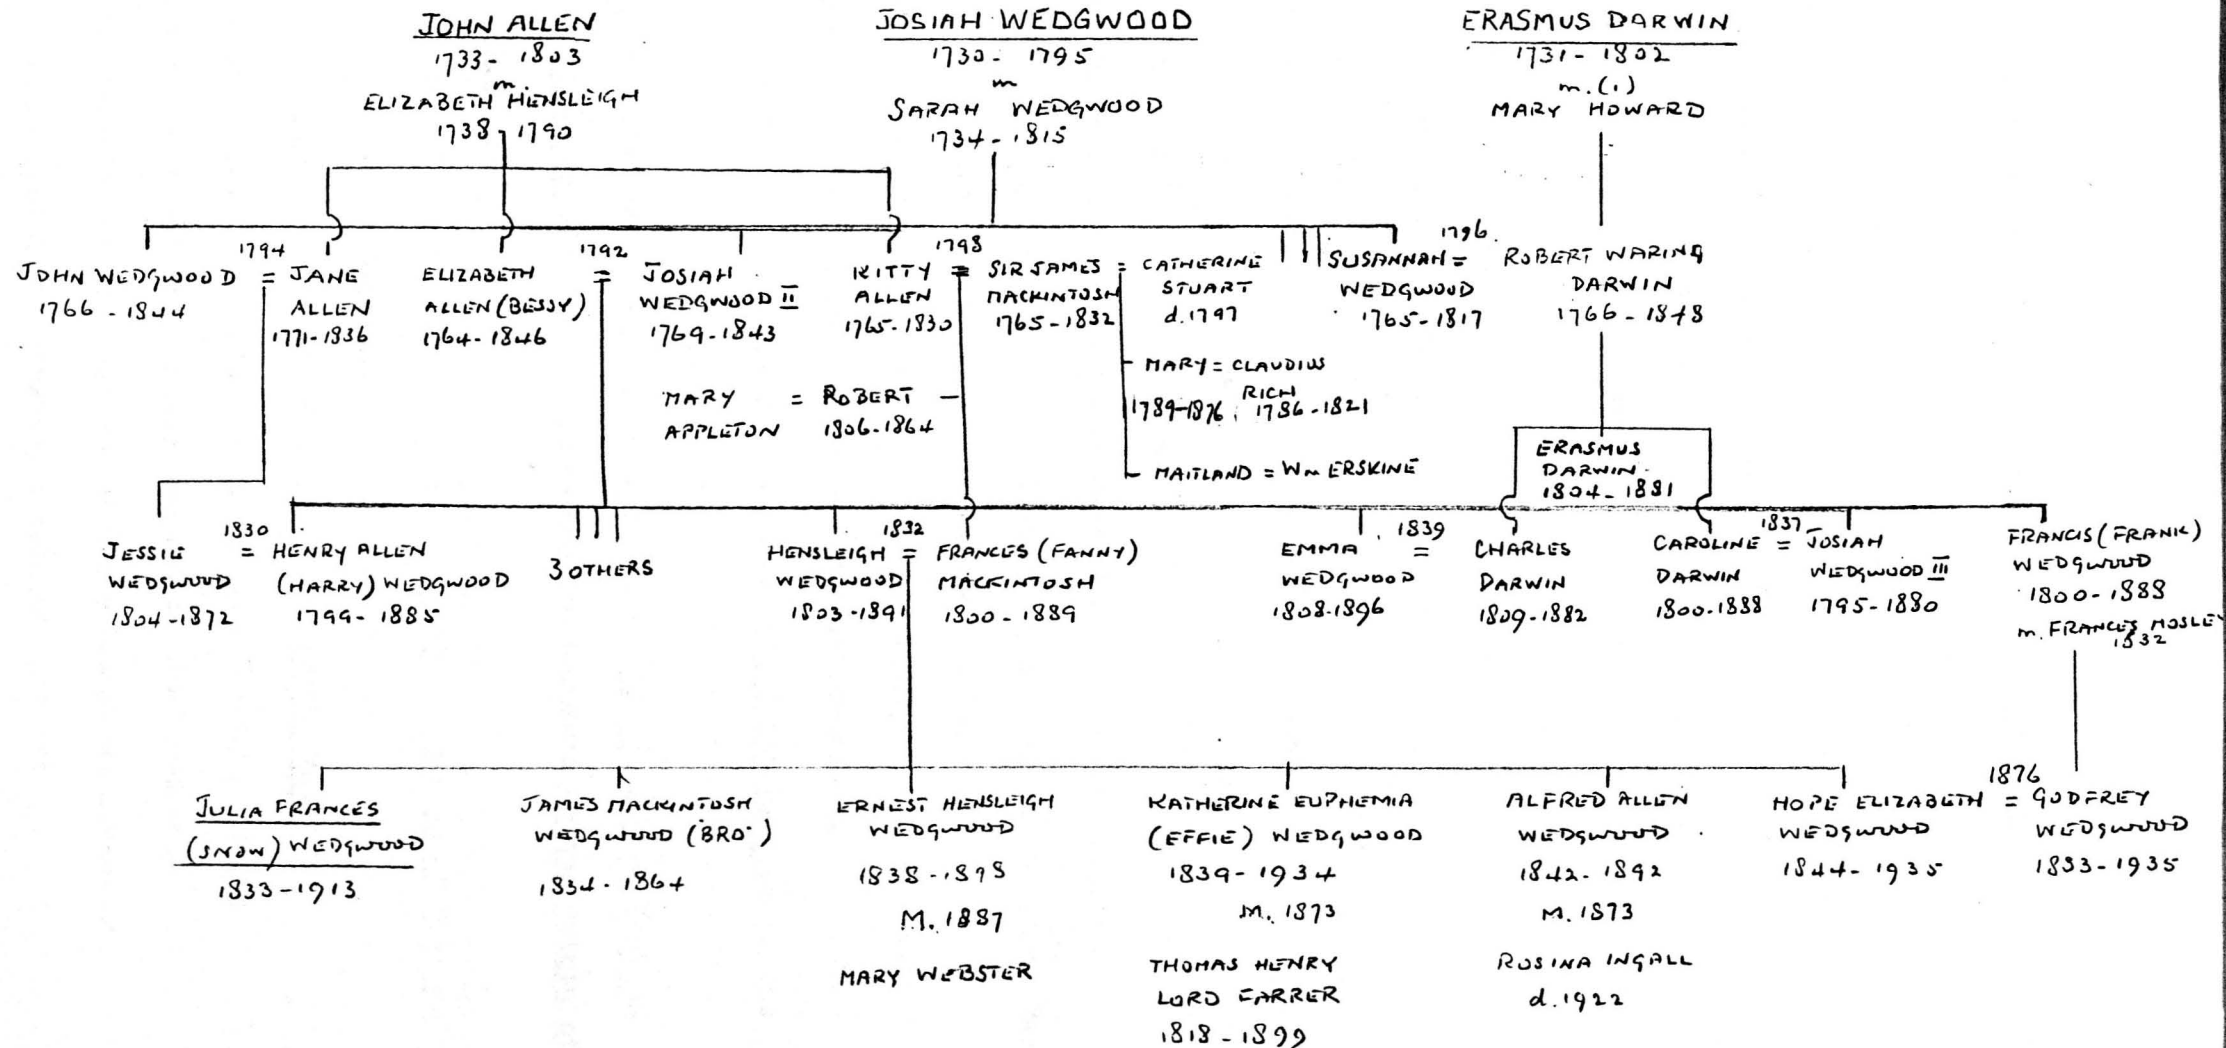 JOHN ALLEN
1733 - 1803
m
ELIZABETH HENSLEIGH
1738 - 1790
JOSIAH WEDGWOOD
1730 - 1795
m
SARAH WEDGWOOD
1734 - 1815
ERASMUS DARWIN
1731 - 1802
m. (1)
MARY HOWARD
1794
JOHN WEDGWOOD = JANE
1766 - 1844
ALLEN
1771-1836
1792
ELIZABETH = JOSIAH
ALLEN (BESSY)
1764-1846
WEDGWOOD II
1769-1843
1798
KITTY = SIR JAMES = CATHERINE
ALLEN
1765-1830
MACKINTOSH
1765-1832
STUART
d. 1797
1796
SUSANNAH = ROBERT WARING
WEDGWOOD
1765-1817
DARWIN
1766-1848
MARY = ROBERT
APPLETON
1806-1864
MARY = CLAUDIUS
RICH
1789-1876
1786-1821
MAITLAND = Wm ERSKINE
ERASMUS
DARWIN
1804-1881
1830
JESSIE = HENRY ALLEN
WEDGWOOD
1804-1872
(HARRY) WEDGWOOD
1799-1885
3 OTHERS
1832
HENSLEIGH = FRANCES (FANNY)
WEDGWOOD
1803-1891
MACKINTOSH
1800-1889
1839
EMMA = CHARLES
WEDGWOOD
1808-1896
DARWIN
1809-1882
1837
CAROLINE = JOSIAH
DARWIN
1800-1888
WEDGWOOD III
1795-1880
FRANCIS (FRANK)
WEDGWOOD
1800-1888
m. FRANCES MOSLEY
1832
JULIA FRANCES
(SNOW) WEDGWOOD
1833-1913
JAMES MACKINTOSH
WEDGWOOD (BRO')
1834-1864
ERNEST HENSLEIGH
WEDGWOOD
1838-1898
M. 1887
MARY WEBSTER
KATHERINE EUPHEMIA
(EFFIE) WEDGWOOD
1839-1934
M. 1873
THOMAS HENRY
LORD FARRER
1818-1899
ALFRED ALLEN
WEDGWOOD
1842-1892
M. 1873
ROSINA INGALL
d. 1922
1876
HOPE ELIZABETH = GODFREY
WEDGWOOD
1844-1935
WEDGWOOD
1833-1935